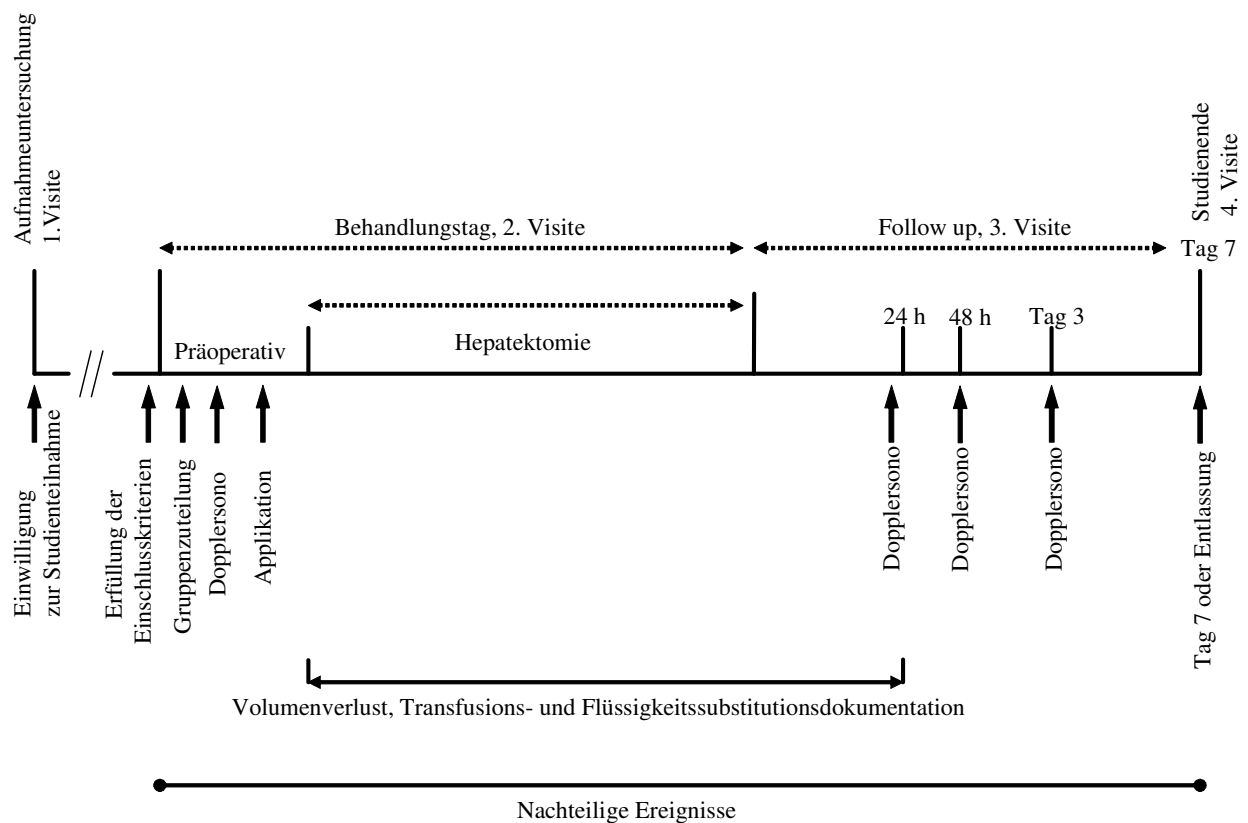 Aufnahmeuntersuchung
1.Visite
Studienende
4. Visite
Behandlungstag, 2. Visite
Follow up, 3. Visite
Tag 7
Präoperativ
Hepatektomie
24 h
48 h
Tag 3
Einwilligung
zur Studienteilnahme
Erfüllung der
Einschlusskriterien
Gruppenzuteilung
Dopplersono
Applikation
Dopplersono
Dopplersono
Dopplersono
Tag 7 oder Entlassung
Volumenverlust, Transfusions- und Flüssigkeitssubstitutionsdokumentation
Nachteilige Ereignisse